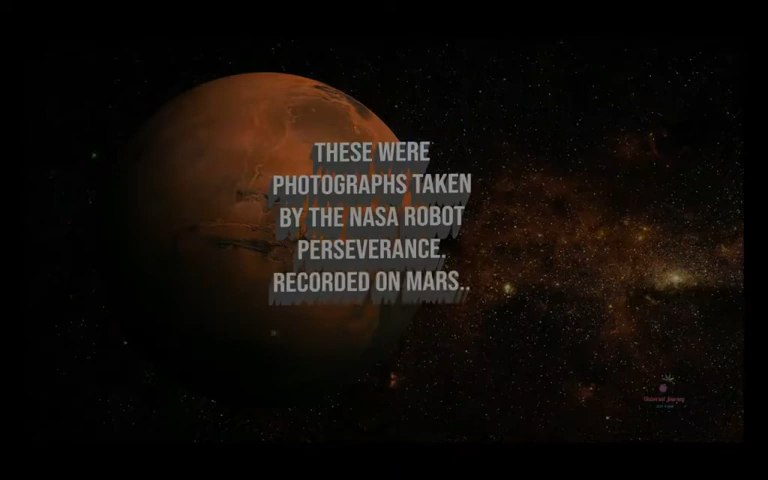 THESE WERE
PHOTOGRAPHS TAKEN
BY THE NASA ROBOT
PERSEVERANCE.
RECORDED ON MARS..